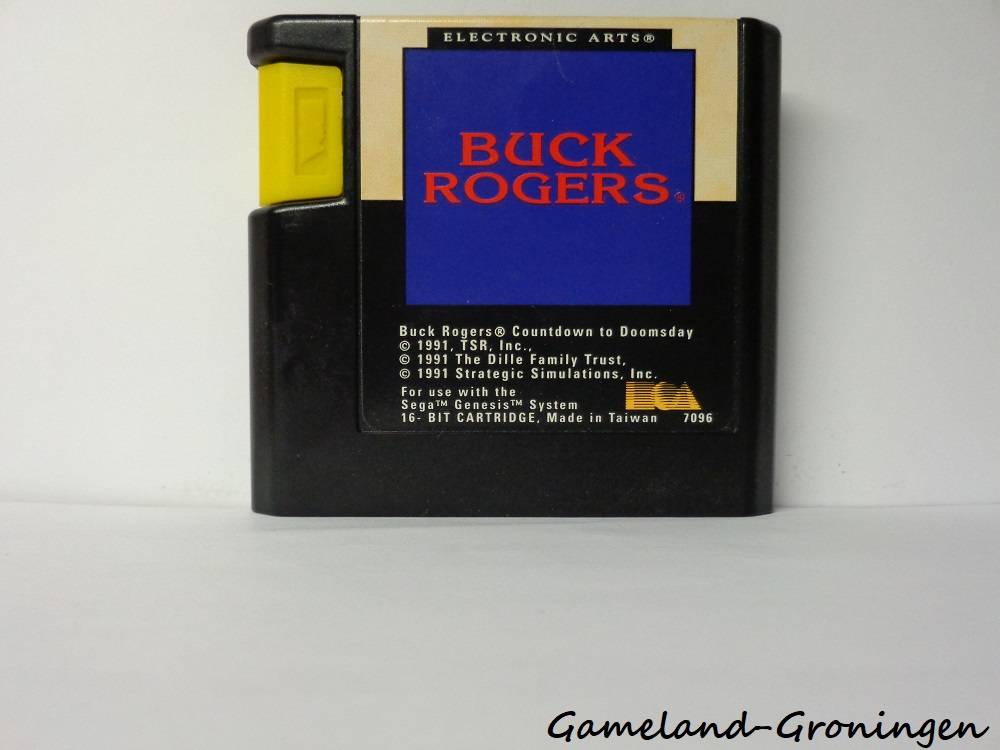 ELECTRONIC ARTS®
BUCK
ROGERS®
Buck Rogers® Countdown to Doomsday
© 1991, TSR, Inc.,
© 1991 The Dille Family Trust,
© 1991 Strategic Simulations, Inc.
For use with the
Sega™ Genesis™ System
16- BIT CARTRIDGE, Made in Taiwan 7096
Gameland-Groningen